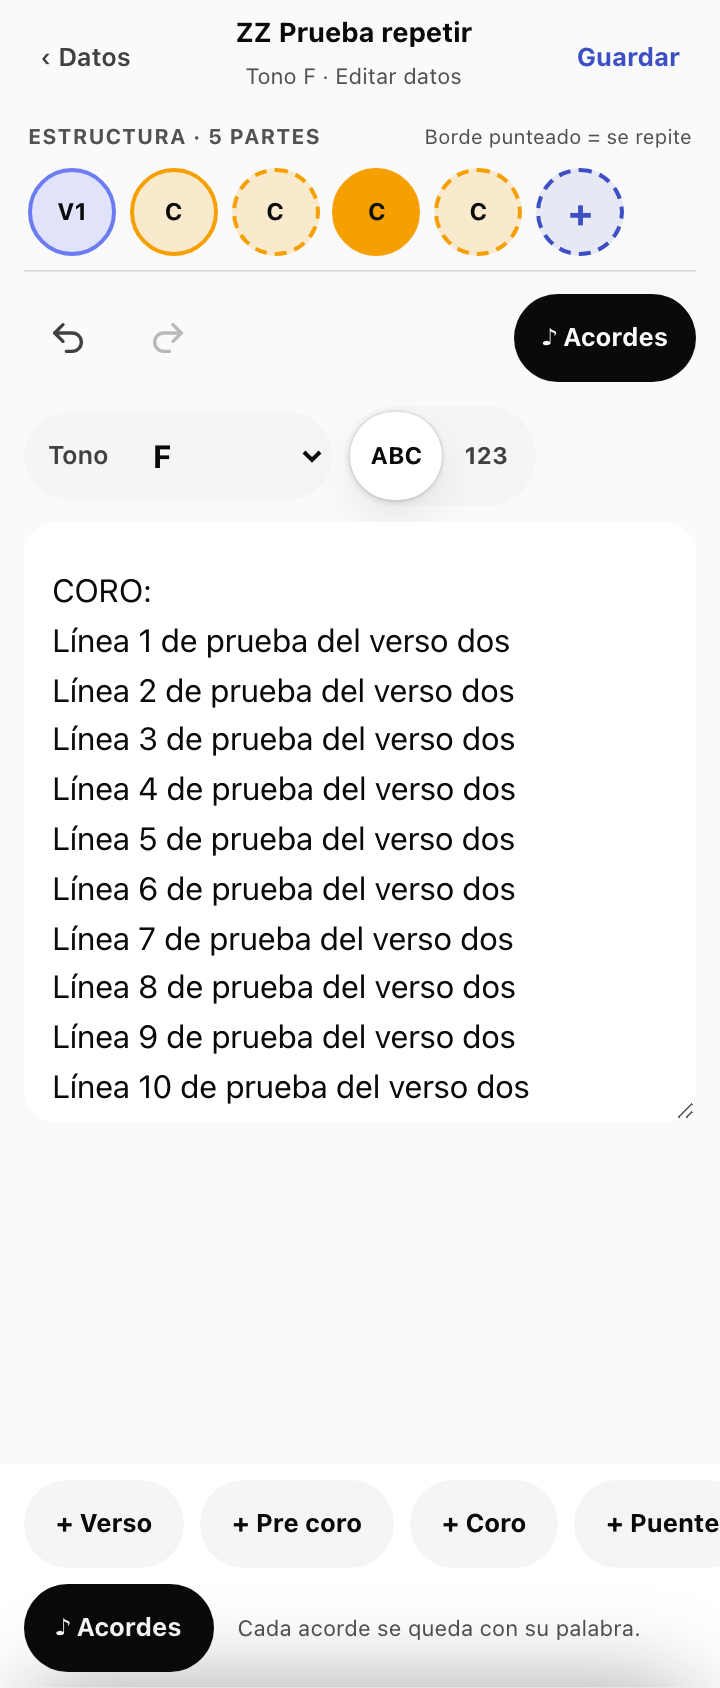 ‹ Datos
ZZ Prueba repetir
Tono F · Editar datos
Guardar
ESTRUCTURA · 5 PARTES
Borde punteado = se repite
V1 C C C C +
♪ Acordes
Tono F
ABC 123
CORO:
Línea 1 de prueba del verso dos
Línea 2 de prueba del verso dos
Línea 3 de prueba del verso dos
Línea 4 de prueba del verso dos
Línea 5 de prueba del verso dos
Línea 6 de prueba del verso dos
Línea 7 de prueba del verso dos
Línea 8 de prueba del verso dos
Línea 9 de prueba del verso dos
Línea 10 de prueba del verso dos
+ Verso + Pre coro + Coro + Puente
♪ Acordes
Cada acorde se queda con su palabra.